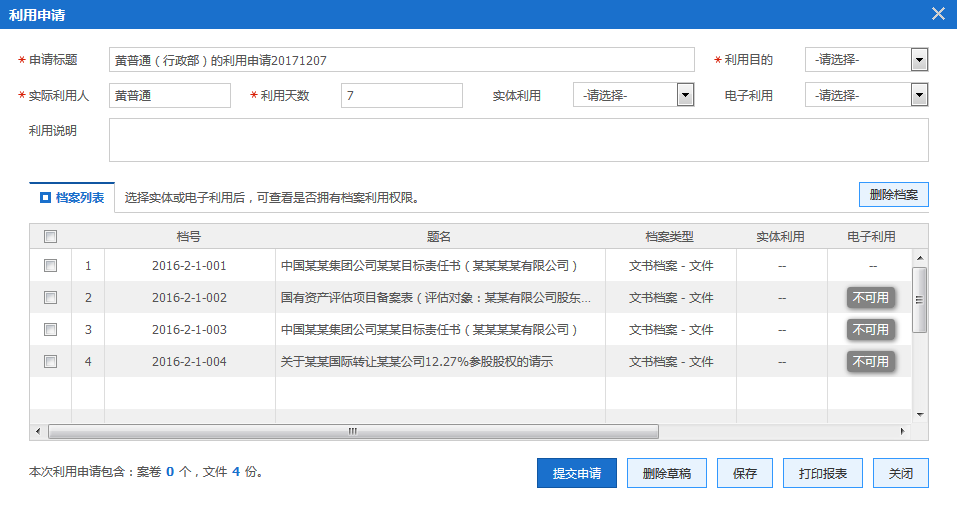 利用申请
* 申请标题 黄普通（行政部）的利用申请20171207 * 利用目的 -请选择-
* 实际利用人 黄普通 * 利用天数 7 实体利用 -请选择- 电子利用 -请选择-
利用说明
档案列表 选择实体或电子利用后，可查看是否拥有档案利用权限。 删除档案
档号 题名 档案类型 实体利用 电子利用
1 2016-2-1-001 中国某某集团公司某某目标责任书（某某某某有限公司） 文书档案 - 文件 -- --
2 2016-2-1-002 国有资产评估项目备案表（评估对象：某某有限公司股东... 文书档案 - 文件 -- 不可用
3 2016-2-1-003 中国某某集团公司某某目标责任书（某某某某有限公司） 文书档案 - 文件 -- 不可用
4 2016-2-1-004 关于某某国际转让某某公司12.27%参股股权的请示 文书档案 - 文件 -- 不可用
本次利用申请包含：案卷 0 个，文件 4 份。 提交申请 删除草稿 保存 打印报表 关闭